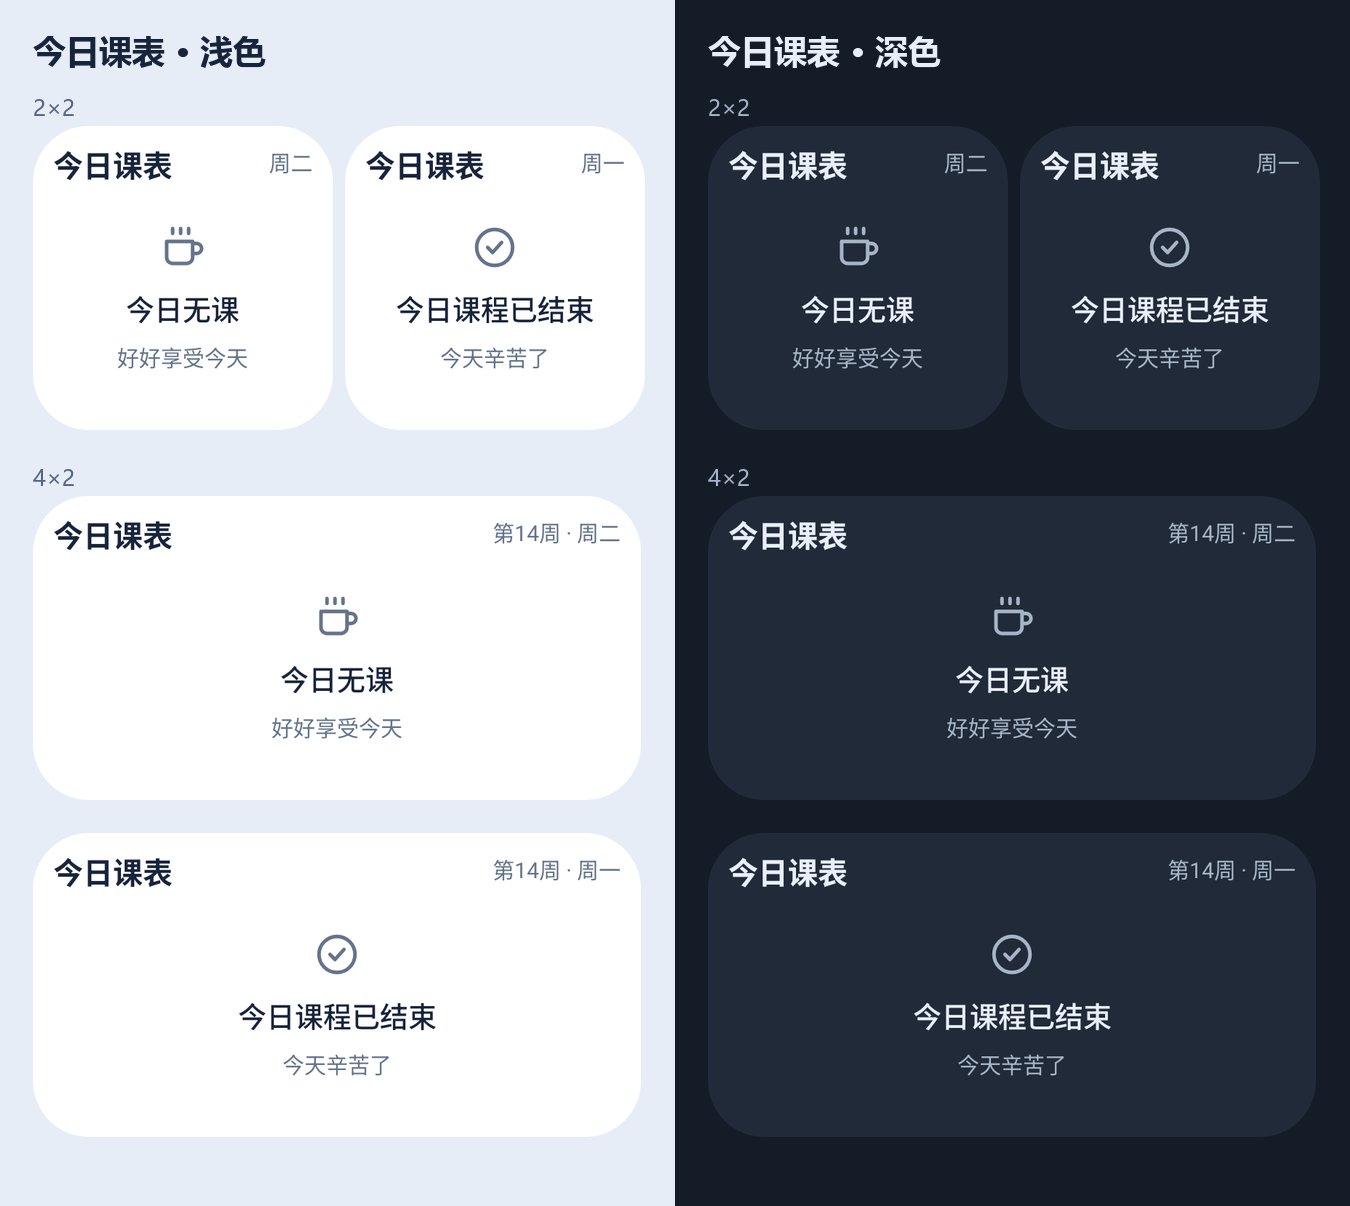 今日课表 • 浅色
2×2
今日课表 周二
今日无课
好好享受今天
今日课表 周一
今日课程已结束
今天辛苦了
4×2
今日课表 第14周 · 周二
今日无课
好好享受今天
今日课表 第14周 · 周一
今日课程已结束
今天辛苦了
今日课表 • 深色
2×2
今日课表 周二
今日无课
好好享受今天
今日课表 周一
今日课程已结束
今天辛苦了
4×2
今日课表 第14周 · 周二
今日无课
好好享受今天
今日课表 第14周 · 周一
今日课程已结束
今天辛苦了